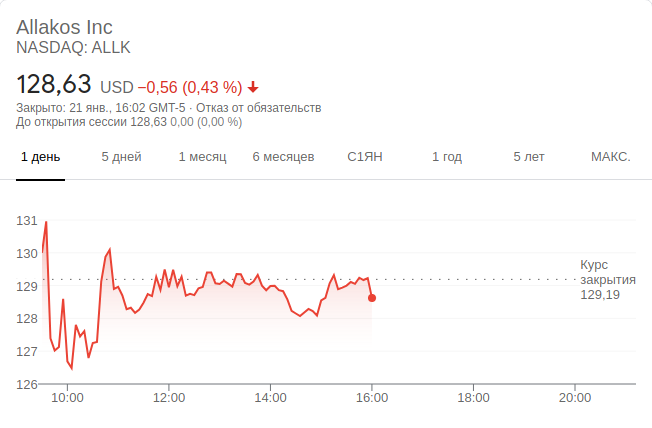 Allakos Inc
NASDAQ: ALLK
128,63 USD −0,56 (0,43 %)
Закрыто: 21 янв., 16:02 GMT-5 · Отказ от обязательств
До открытия сессии 128,63 0,00 (0,00 %)
1 день 5 дней 1 месяц 6 месяцев С1ЯН 1 год 5 лет МАКС.
131
130
129
128
127
126
Курс
закрытия
129,19
10:00 12:00 14:00 16:00 18:00 20:00